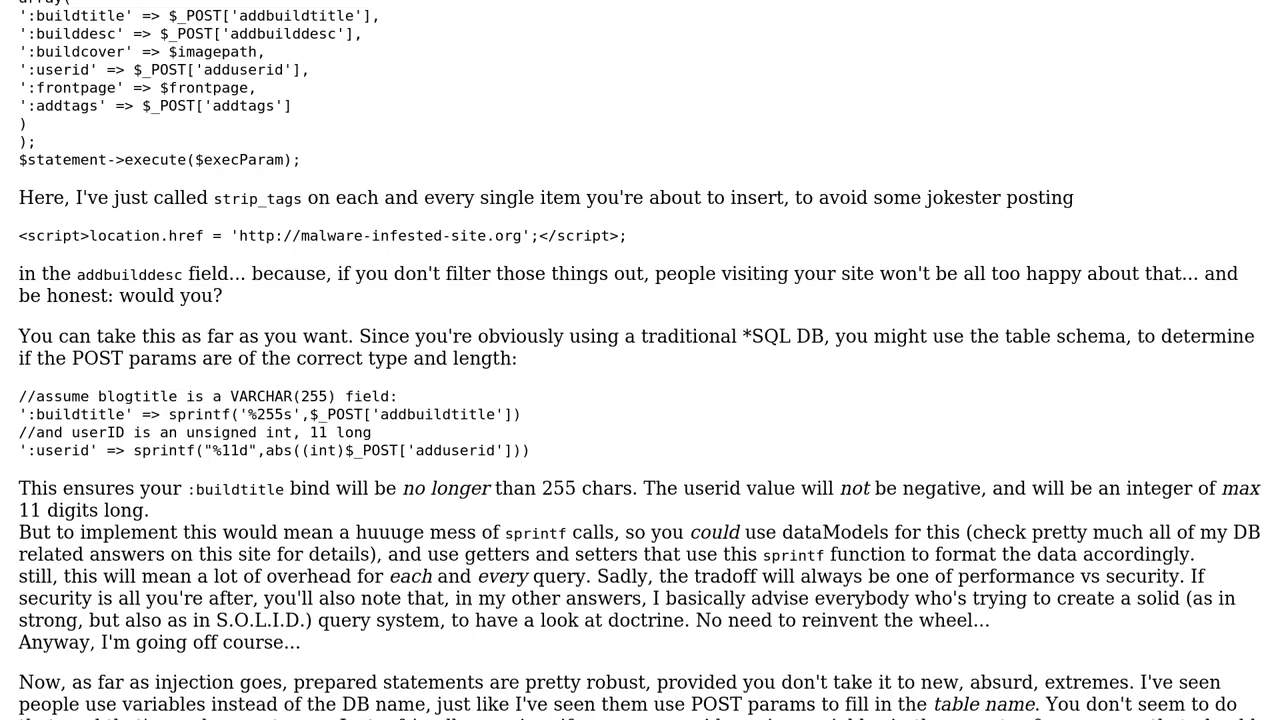 array(
':buildtitle' => $_POST['addbuildtitle'],
':builddesc' => $_POST['addbuilddesc'],
':buildcover' => $imagepath,
':userid' => $_POST['adduserid'],
':frontpage' => $frontpage,
':addtags' => $_POST['addtags']
)
);
$statement->execute($execParam);
Here, I've just called strip_tags on each and every single item you're about to insert, to avoid some jokester posting
<script>location.href = 'http://malware-infested-site.org';</script>;
in the addbuilddesc field... because, if you don't filter those things out, people visiting your site won't be all too happy about that... and
be honest: would you?
You can take this as far as you want. Since you're obviously using a traditional *SQL DB, you might use the table schema, to determine
if the POST params are of the correct type and length:
//assume blogtitle is a VARCHAR(255) field:
':buildtitle' => sprintf('%255s',$_POST['addbuildtitle'])
//and userID is an unsigned int, 11 long
':userid' => sprintf("%11d",abs((int)$_POST['adduserid']))
This ensures your :buildtitle bind will be no longer than 255 chars. The userid value will not be negative, and will be an integer of max
11 digits long.
But to implement this would mean a huuuge mess of sprintf calls, so you could use dataModels for this (check pretty much all of my DB
related answers on this site for details), and use getters and setters that use this sprintf function to format the data accordingly.
still, this will mean a lot of overhead for each and every query. Sadly, the tradoff will always be one of performance vs security. If
security is all you're after, you'll also note that, in my other answers, I basically advise everybody who's trying to create a solid (as in
strong, but also as in S.O.L.I.D.) query system, to have a look at doctrine. No need to reinvent the wheel...
Anyway, I'm going off course...
Now, as far as injection goes, prepared statements are pretty robust, provided you don't take it to new, absurd, extremes. I've seen
people use variables instead of the DB name, just like I've seen them use POST params to fill in the table name. You don't seem to do